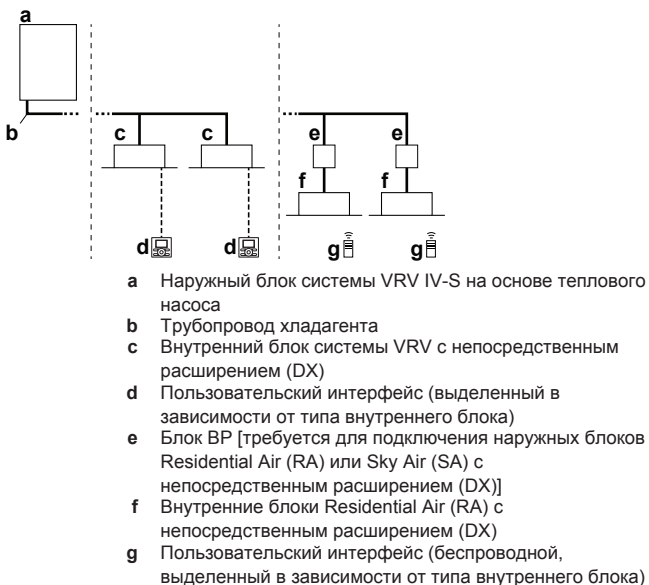 a
b
c c
e e
f f
d d
g g
a Наружный блок системы VRV IV-S на основе теплового
насоса
b Трубопровод хладагента
c Внутренний блок системы VRV с непосредственным
расширением (DX)
d Пользовательский интерфейс (выделенный в
зависимости от типа внутреннего блока)
e Блок BP [требуется для подключения наружных блоков
Residential Air (RA) или Sky Air (SA) с
непосредственным расширением (DX)]
f Внутренние блоки Residential Air (RA) с
непосредственным расширением (DX)
g Пользовательский интерфейс (беспроводной,
выделенный в зависимости от типа внутреннего блока)